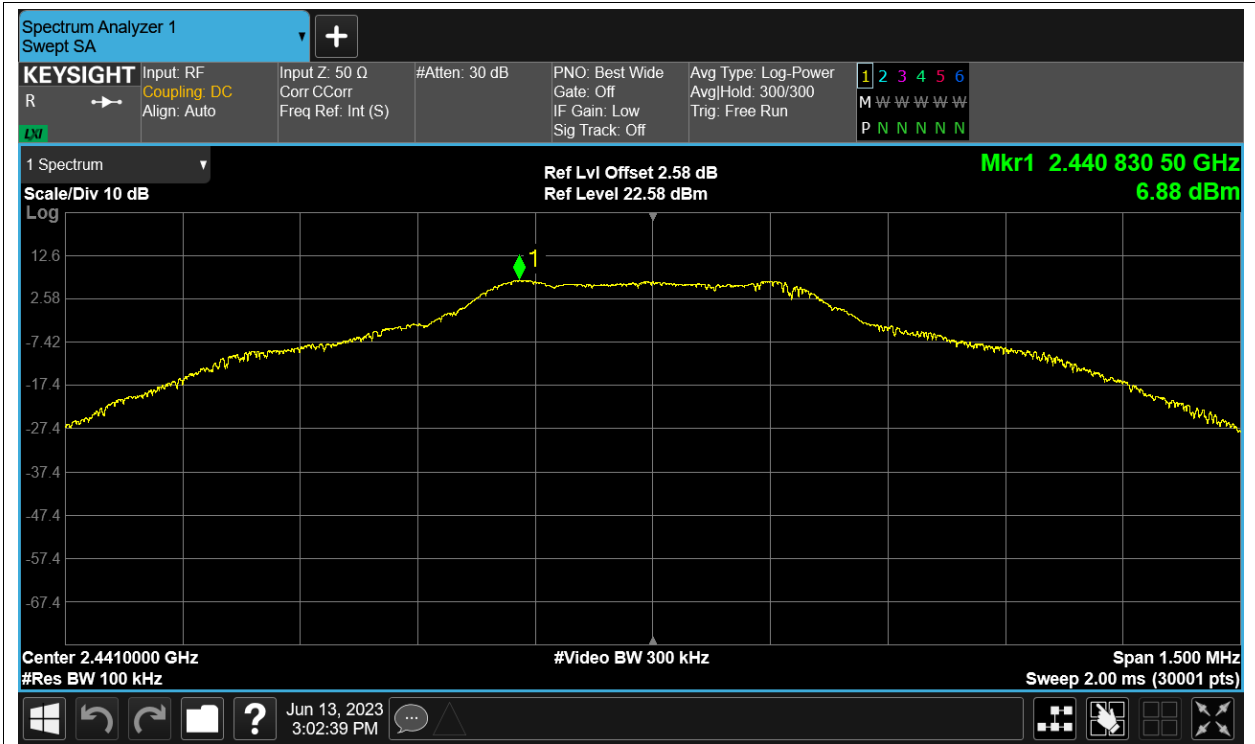 Spectrum Analyzer 1
Swept SA
+
KEYSIGHT
R
LXI
Input: RF
Coupling: DC
Align: Auto
Input Z: 50 Ω
Corr CCorr
Freq Ref: Int (S)
#Atten: 30 dB
PNO: Best Wide
Gate: Off
IF Gain: Low
Sig Track: Off
Avg Type: Log-Power
Avg|Hold: 300/300
Trig: Free Run
1 2 3 4 5 6
M W W W W W
P N N N N N
1 Spectrum
Scale/Div 10 dB
Log
Ref Lvl Offset 2.58 dB
Ref Level 22.58 dBm
Mkr1 2.440 830 50 GHz
6.88 dBm
1
12.6
2.58
-7.42
-17.4
-27.4
-37.4
-47.4
-57.4
-67.4
Center 2.4410000 GHz
#Res BW 100 kHz
#Video BW 300 kHz
Span 1.500 MHz
Sweep 2.00 ms (30001 pts)
?
Jun 13, 2023
3:02:39 PM